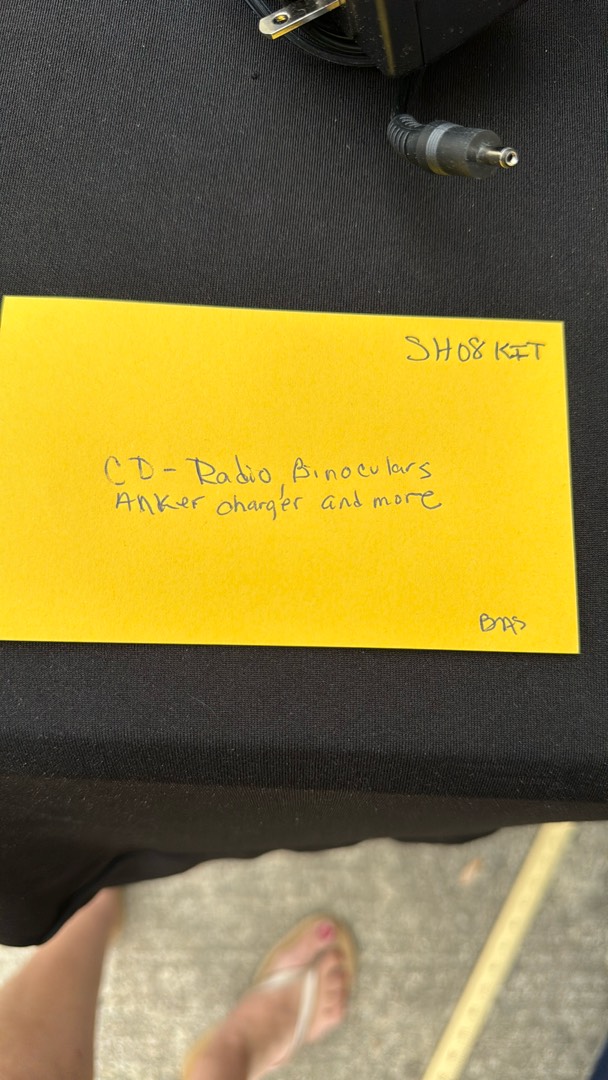 SH08 KIT
CD - Radio, Binoculars
ANKer charger and more